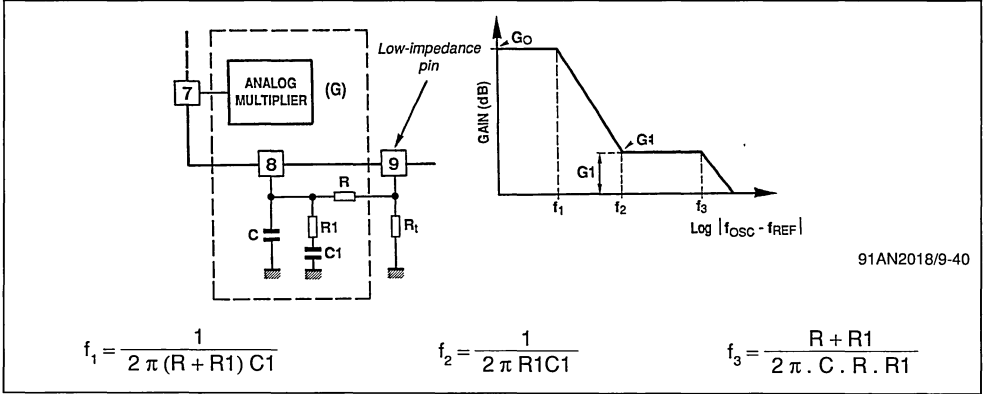 Low-impedance
pin
7
ANALOG
MULTIPLIER
(G)
8
9
R
C
R1
C1
Rt
GAIN (dB)
GO
G1
G1
f1
f2
f3
Log |fOSC - fREF|
91AN2018/9-40
f1 = 1 / 2 π (R + R1) C1
f2 = 1 / 2 π R1C1
f3 = R + R1 / 2 π . C . R . R1